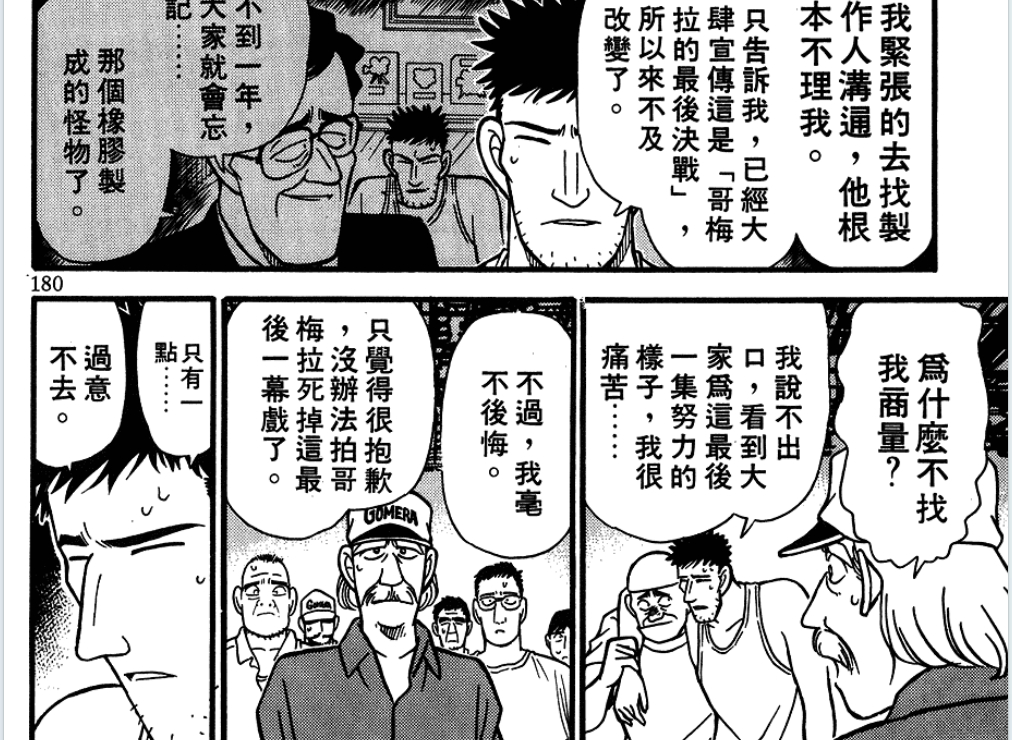 我緊張的去找製
作人溝通，他根
本不理我。
只告訴我，已經大
肆宣傳這是「哥梅
拉的最後決戰」，
所以來不及
改變了。
不到一年，
大家就會忘
記……
那個橡膠製
成的怪物了。
180
為什麼不找
我商量？
我說不出
口，看到大
家為這最後
一集努力的
樣子，我很
痛苦……
不過，我毫
不後悔。
只覺得很抱歉
，沒辦法拍哥
梅拉死掉這最
後一幕戲了。
GOMERA
只有一
點……
過意
不去。